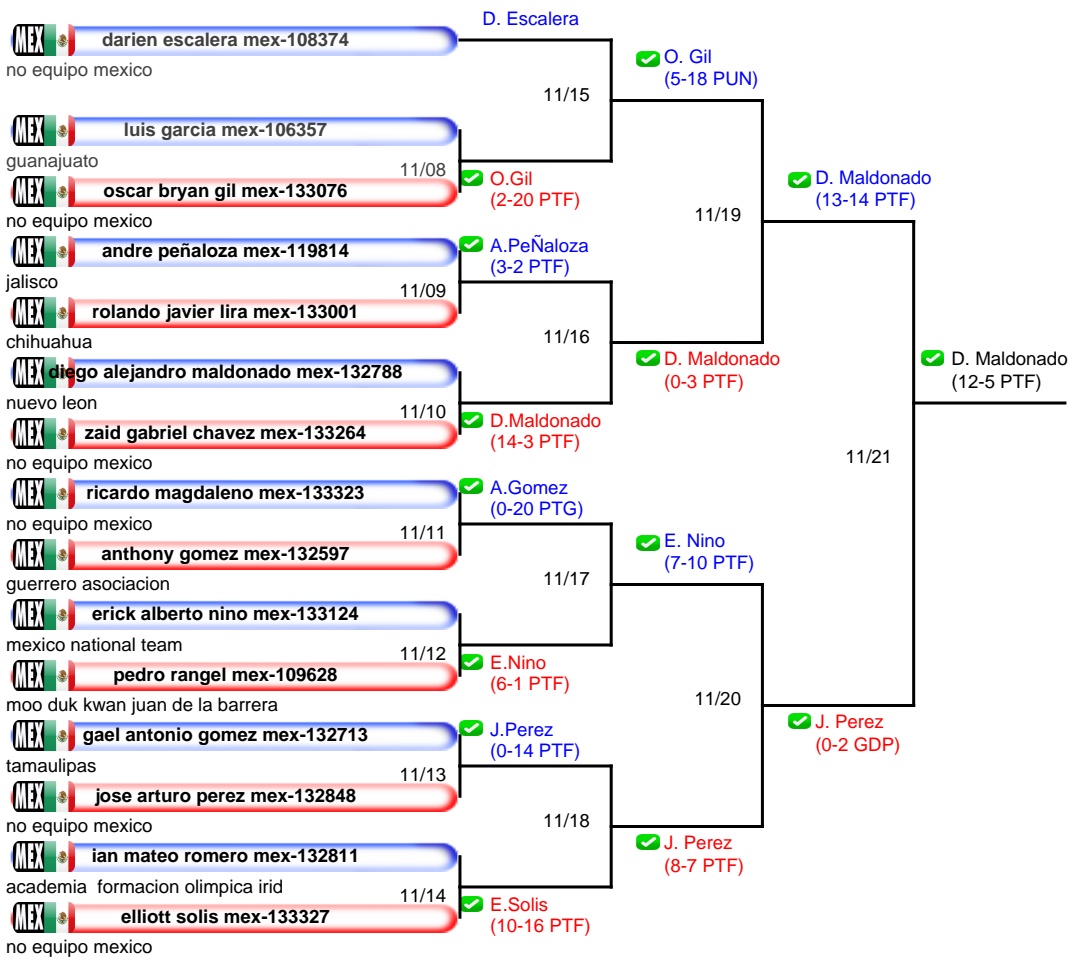 D. Escalera
MEX darien escalera mex-108374
no equipo mexico
O. Gil
(5-18 PUN)
11/15
MEX luis garcia mex-106357
guanajuato
11/08
MEX oscar bryan gil mex-133076
no equipo mexico
O.Gil
(2-20 PTF)
D. Maldonado
(13-14 PTF)
11/19
MEX andre peñaloza mex-119814
jalisco
A.PeÑaloza
(3-2 PTF)
11/09
MEX rolando javier lira mex-133001
chihuahua
11/16
D. Maldonado
(0-3 PTF)
MEX diego alejandro maldonado mex-132788
nuevo leon
11/10
MEX zaid gabriel chavez mex-133264
no equipo mexico
D.Maldonado
(14-3 PTF)
D. Maldonado
(12-5 PTF)
11/21
MEX ricardo magdaleno mex-133323
no equipo mexico
A.Gomez
(0-20 PTG)
11/11
MEX anthony gomez mex-132597
guerrero asociacion
E. Nino
(7-10 PTF)
11/17
MEX erick alberto nino mex-133124
mexico national team
11/12
MEX pedro rangel mex-109628
moo duk kwan juan de la barrera
E.Nino
(6-1 PTF)
11/20
J. Perez
(0-2 GDP)
MEX gael antonio gomez mex-132713
tamaulipas
J.Perez
(0-14 PTF)
11/13
MEX jose arturo perez mex-132848
no equipo mexico
11/18
J. Perez
(8-7 PTF)
MEX ian mateo romero mex-132811
academia  formacion olimpica irid
11/14
MEX elliott solis mex-133327
no equipo mexico
E.Solis
(10-16 PTF)